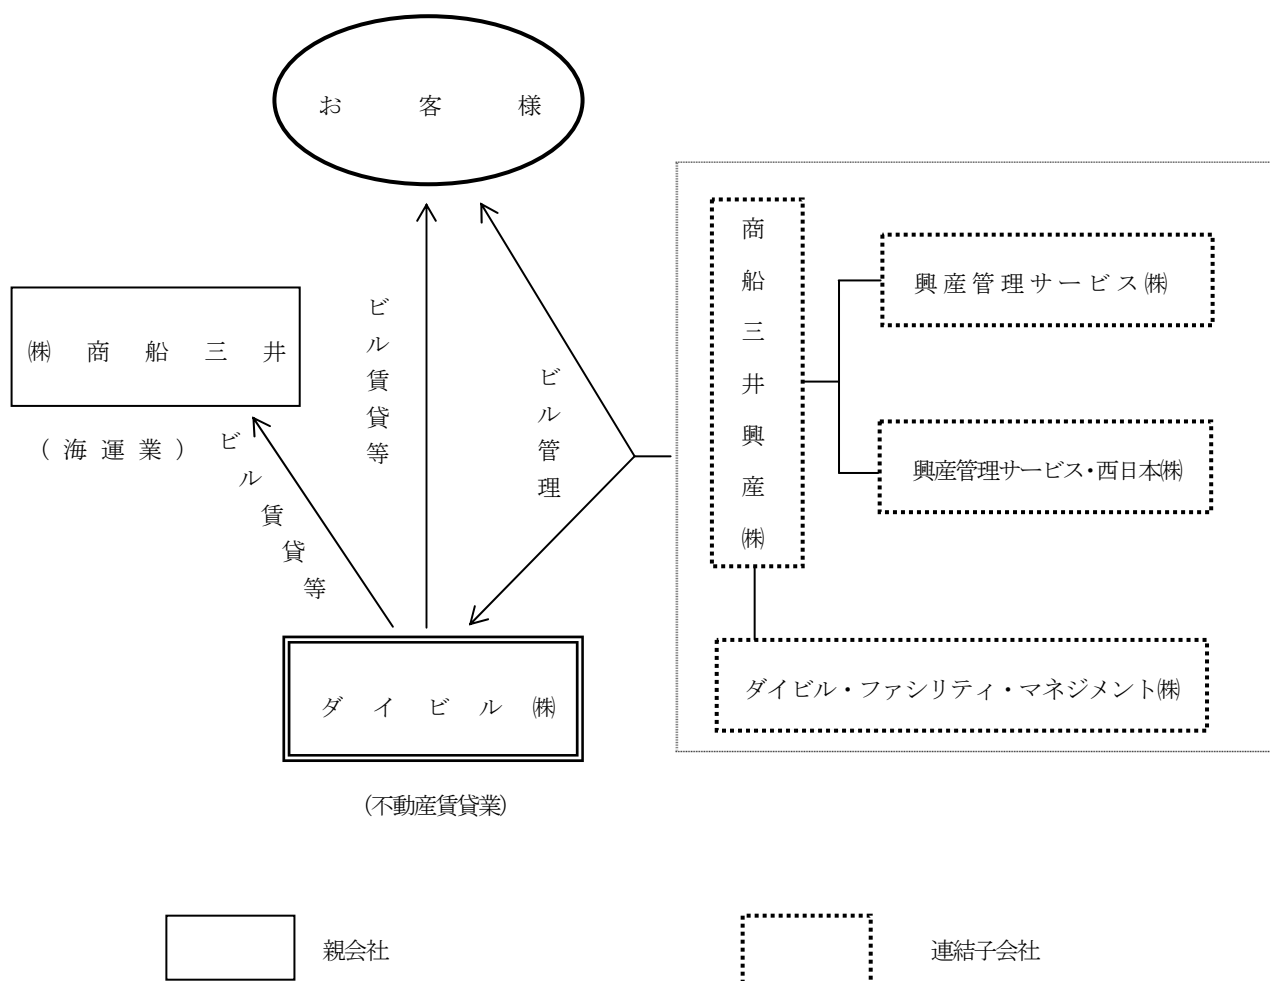 お客様
㈱商船三井
(海運業)
ビル賃貸等
ビル賃貸等
ビル管理
商船三井興産㈱
興産管理サービス㈱
興産管理サービス・西日本㈱
ダイビル・ファシリティ・マネジメント㈱
ダイビル㈱
(不動産賃貸業)
親会社
連結子会社